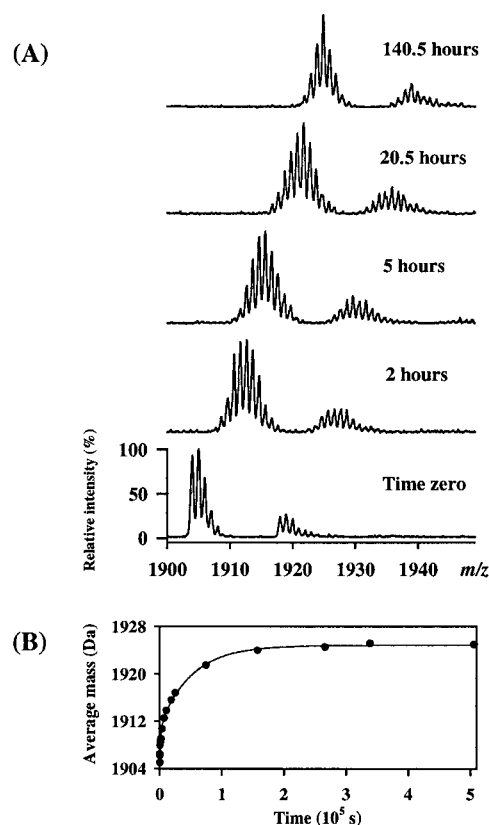 (A)
140.5 hours
20.5 hours
5 hours
2 hours
Time zero
Relative intensity (%)
100
50
0
1900 1910 1920 1930 1940 m/z
(B)
Average mass (Da)
1928
1920
1912
1904
0 1 2 3 4 5
Time (10⁵ s)